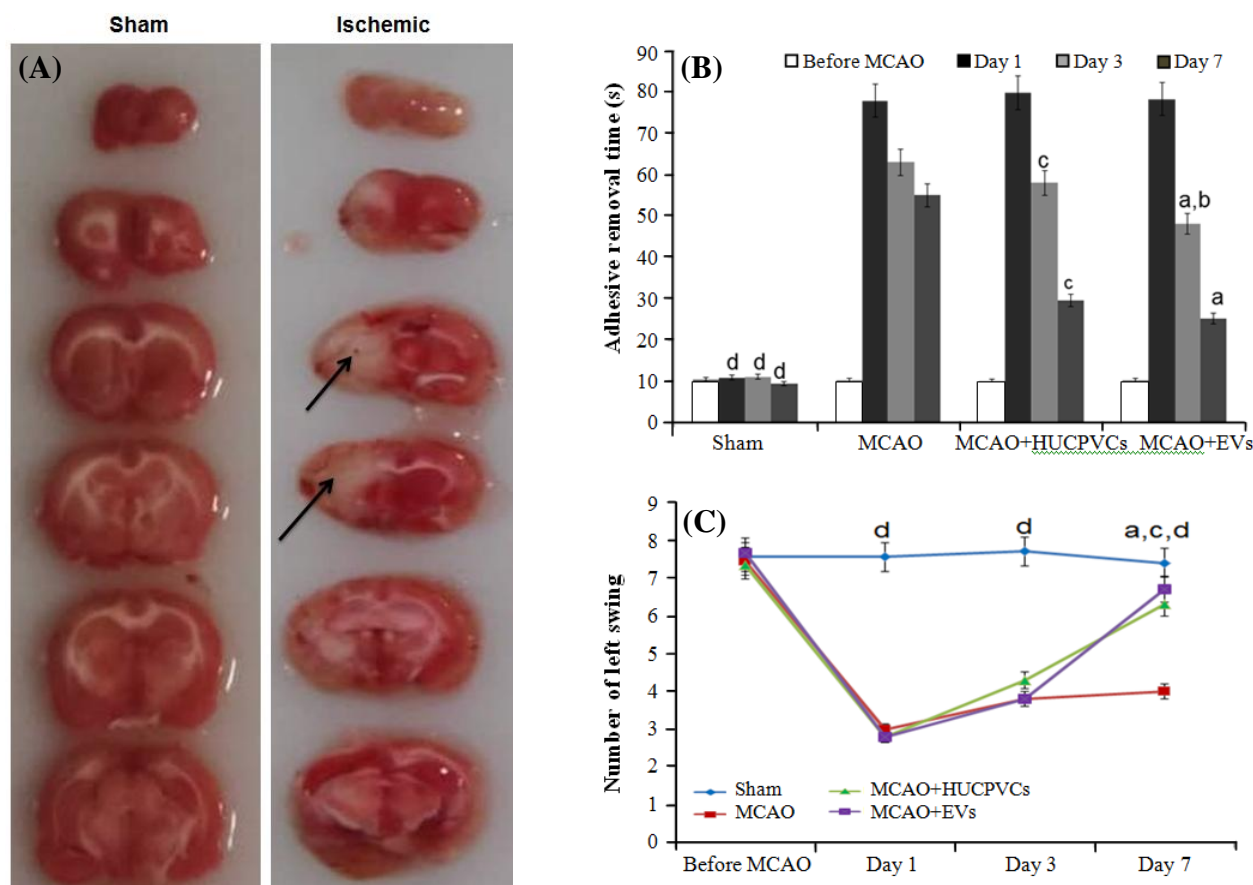 Sham
Ischemic
(A)
(B)
90
80
70
60
50
40
30
20
10
0
Adhesive removal time (s)
Before MCAO
Day 1
Day 3
Day 7
d
d
d
c
c
a,b
a
Sham
MCAO
MCAO+HUCPVCs
MCAO+EVs
(C)
9
8
7
6
5
4
3
2
1
0
Number of left swing
d
d
a,c,d
Sham
MCAO+HUCPVCs
MCAO
MCAO+EVs
Before MCAO
Day 1
Day 3
Day 7